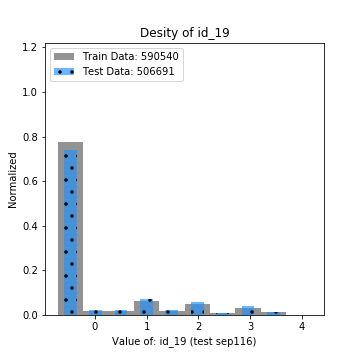 Desity of id_19
Train Data: 590540
Test Data: 506691
Normalized
1.2
1.0
0.8
0.6
0.4
0.2
0.0
0 1 2 3 4
Value of: id_19 (test sep116)